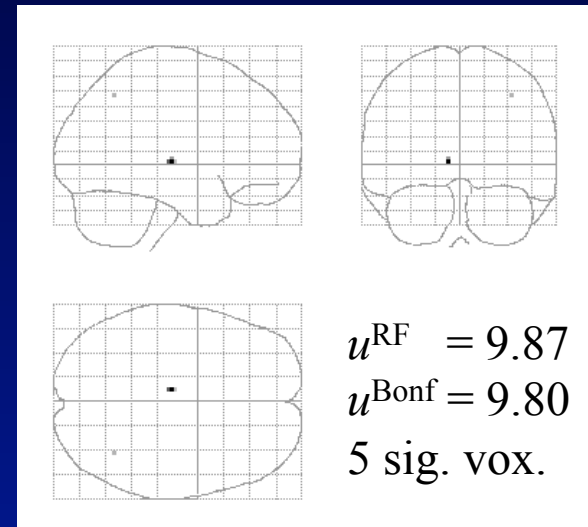 u^RF = 9.87
u^Bonf = 9.80
5 sig. vox.